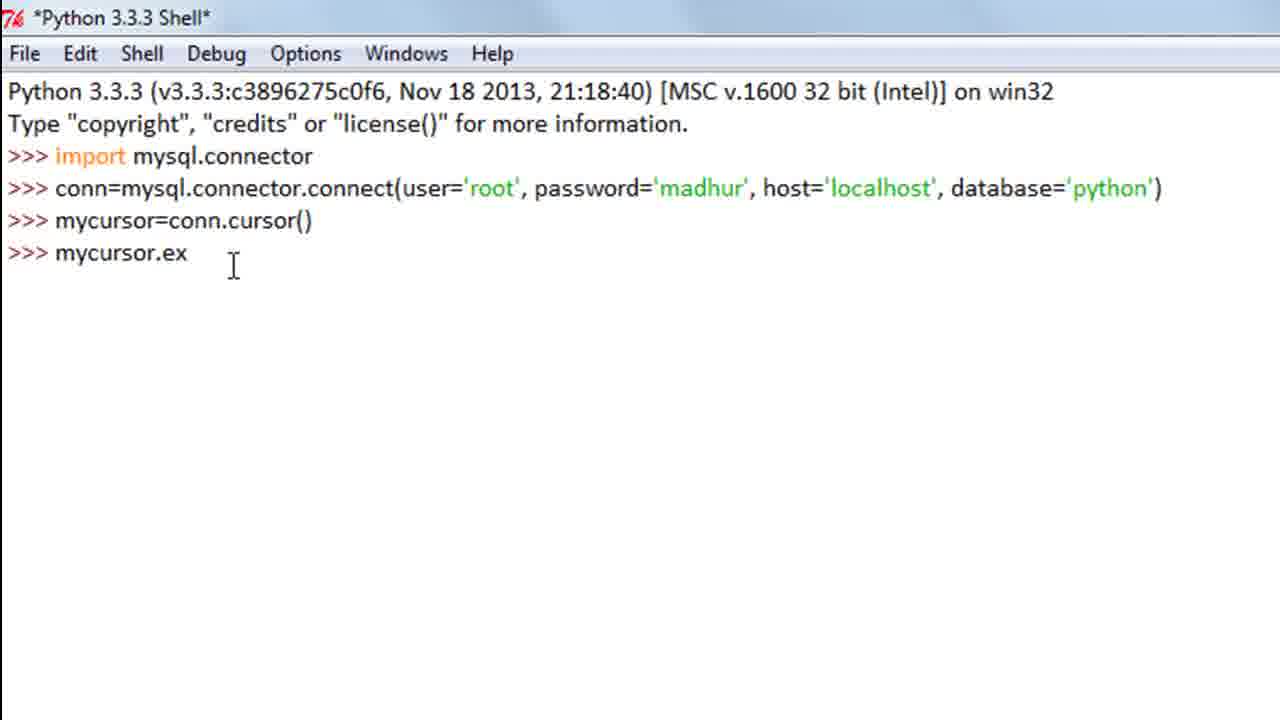 *Python 3.3.3 Shell*
File Edit Shell Debug Options Windows Help
Python 3.3.3 (v3.3.3:c3896275c0f6, Nov 18 2013, 21:18:40) [MSC v.1600 32 bit (Intel)] on win32
Type "copyright", "credits" or "license()" for more information.
>>> import mysql.connector
>>> conn=mysql.connector.connect(user='root', password='madhur', host='localhost', database='python')
>>> mycursor=conn.cursor()
>>> mycursor.ex